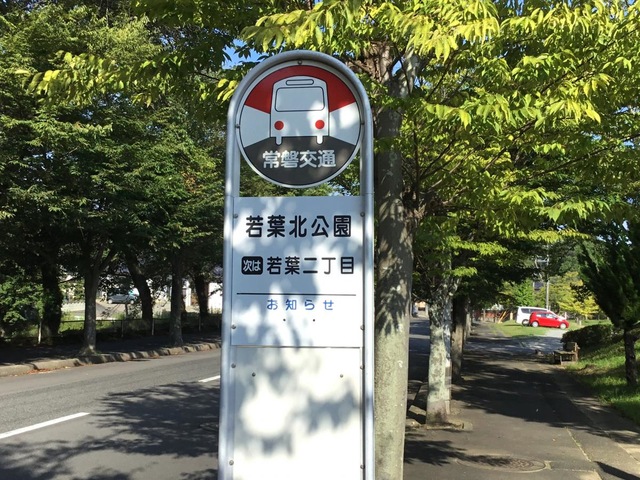 常磐交通
若葉北公園
次は 若葉二丁目
お知らせ